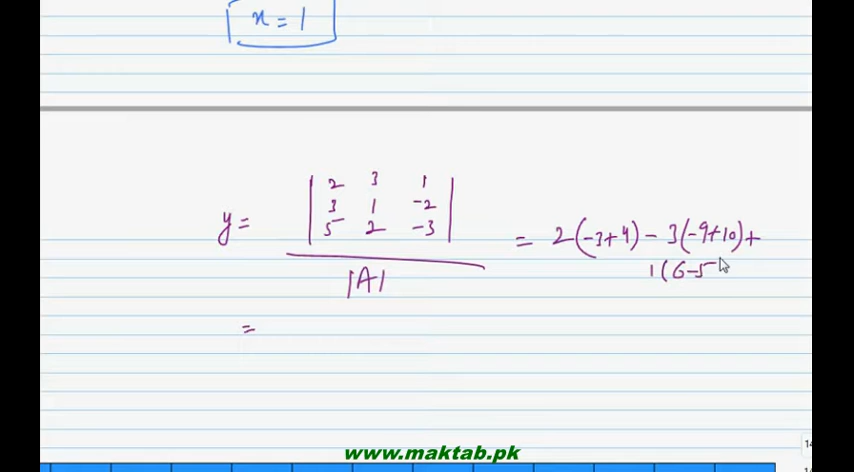 x = 1
y = | 2 3 1 | = 2(-3+4) - 3(-9+10) +
| 3 1 -2 | 1(6-5
| 5 2 -3 |
|A|
=
www.maktab.pk
14